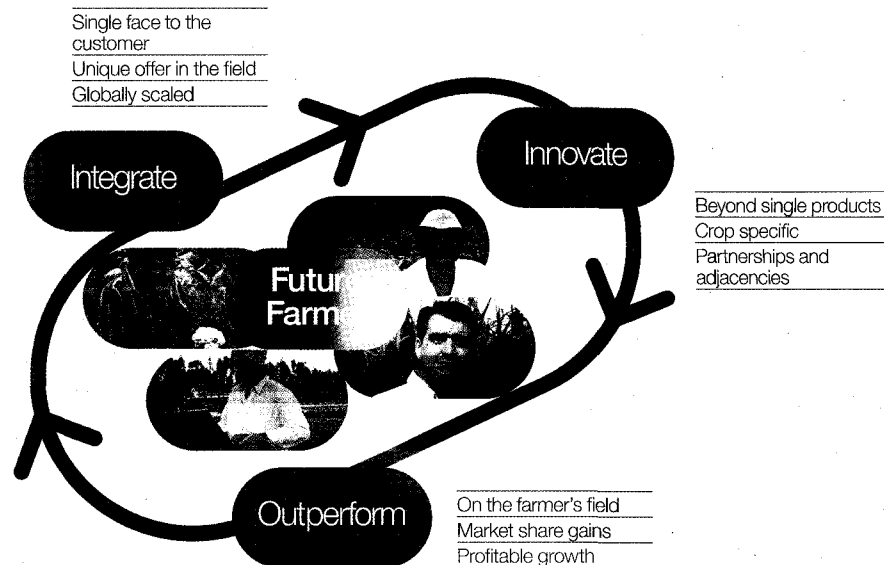 Single face to the
customer
Unique offer in the field
Globally scaled
Integrate
Innovate
Beyond single products
Crop specific
Partnerships and
adjacencies
Outperform
On the farmer's field
Market share gains
Profitable growth